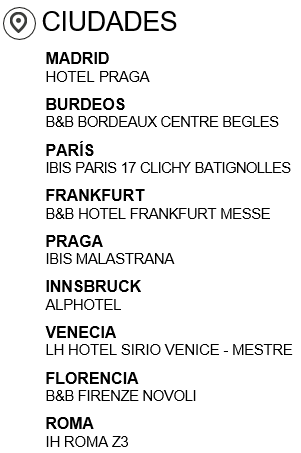 CIUDADES
MADRID
HOTEL PRAGA
BURDEOS
B&B BORDEAUX CENTRE BEGLES
PARÍS
IBIS PARIS 17 CLICHY BATIGNOLLES
FRANKFURT
B&B HOTEL FRANKFURT MESSE
PRAGA
IBIS MALASTRANA
INNSBRUCK
ALPHOTEL
VENECIA
LH HOTEL SIRIO VENICE - MESTRE
FLORENCIA
B&B FIRENZE NOVOLI
ROMA
IH ROMA Z3